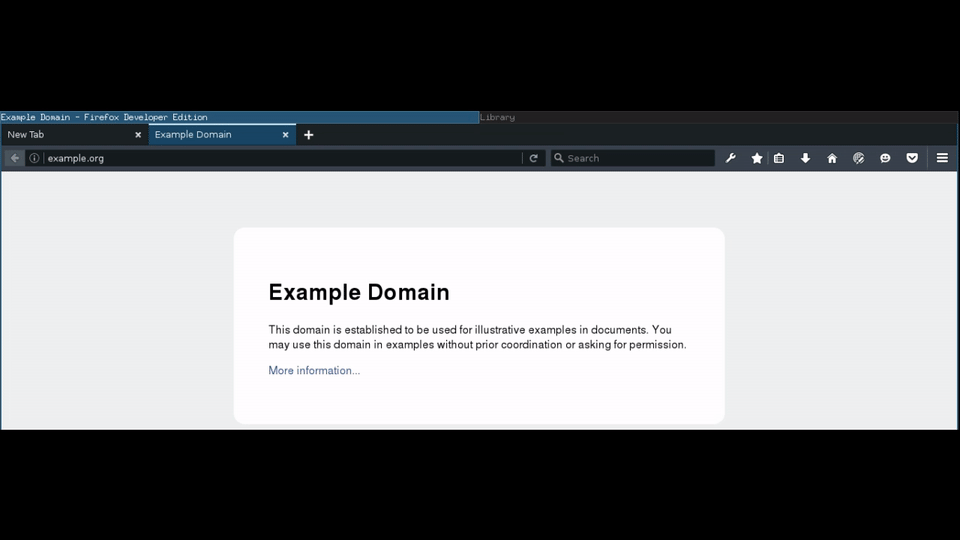 Example Domain - Firefox Developer Edition
Library
New Tab
Example Domain
example.org
Search
Example Domain
This domain is established to be used for illustrative examples in documents. You
may use this domain in examples without prior coordination or asking for permission.
More information...